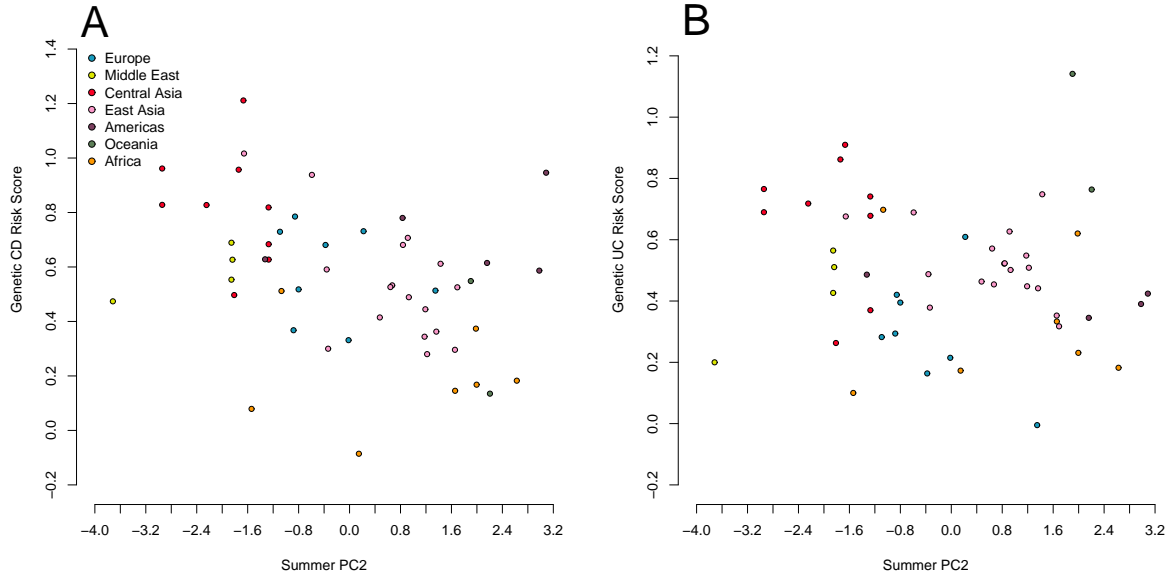 A
B
Europe
Middle East
Central Asia
East Asia
Americas
Oceania
Africa
Genetic CD Risk Score
1.4
1.2
1.0
0.8
0.6
0.4
0.2
0.0
−0.2
−4.0 −2.4 −1.6 −0.8 0.0 0.8 1.6 2.4 3.2
Summer PC2
Genetic UC Risk Score
1.2
1.0
0.8
0.6
0.4
0.2
0.0
−0.2
−4.0 −2.4 −1.6 −0.8 0.0 0.8 1.6 2.4 3.2
Summer PC2